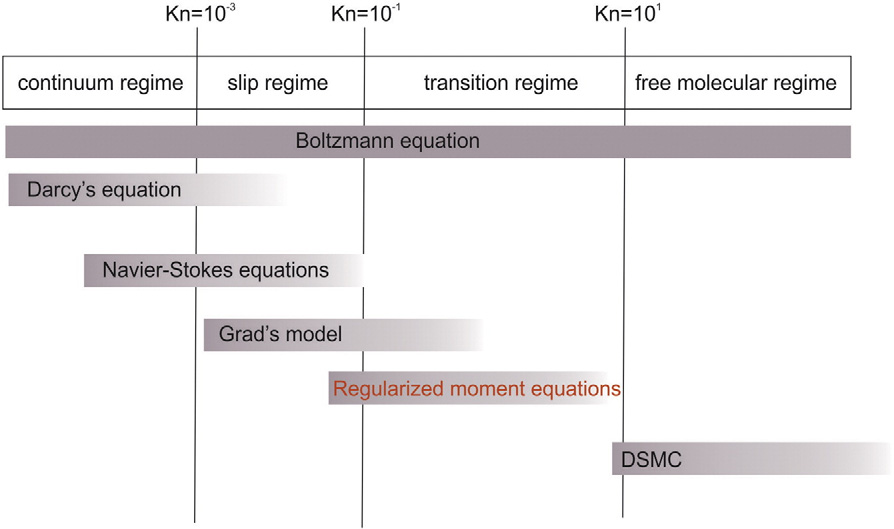 Kn=10⁻³ Kn=10⁻¹ Kn=10¹
continuum regime slip regime transition regime free molecular regime
Boltzmann equation
Darcy’s equation
Navier-Stokes equations
Grad’s model
Regularized moment equations
DSMC